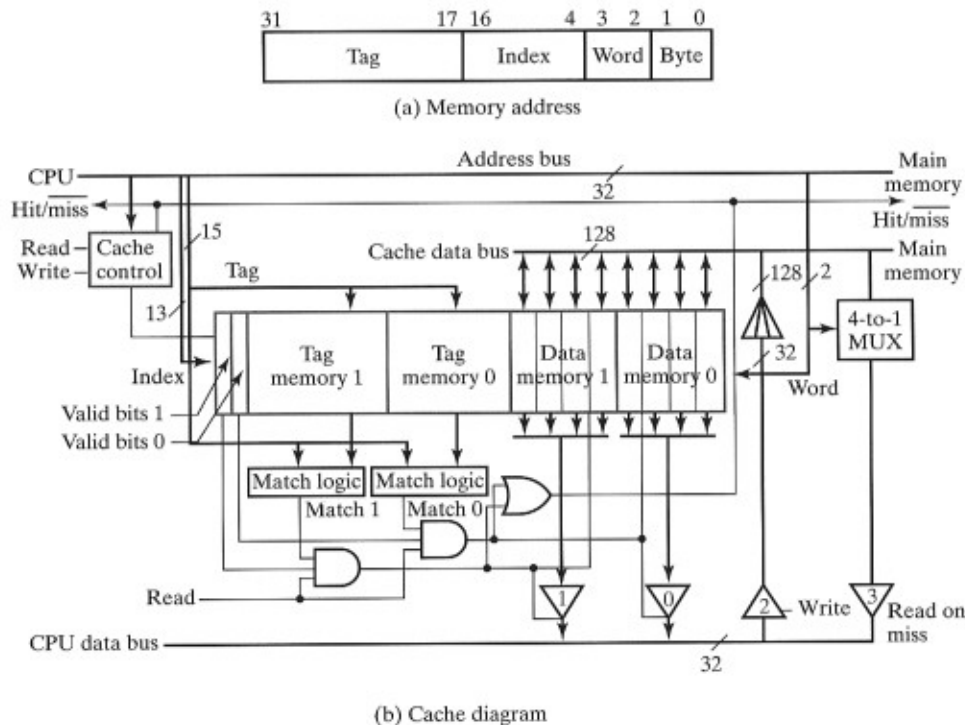 31 17 16 4 3 2 1 0
Tag Index Word Byte
(a) Memory address
CPU
Address bus
32
Main
memory
Hit/miss
Hit/miss
15
Read
Write
Cache
control
Tag
Cache data bus
128
Main
memory
128
2
13
4-to-1
MUX
Index
Tag
memory 1
Tag
memory 0
Data
memory 1
Data
memory 0
32
Word
Valid bits 1
Valid bits 0
Match logic
Match logic
Match 1
Match 0
Read
1
0
2
Write
3
Read on
miss
CPU data bus
32
(b) Cache diagram